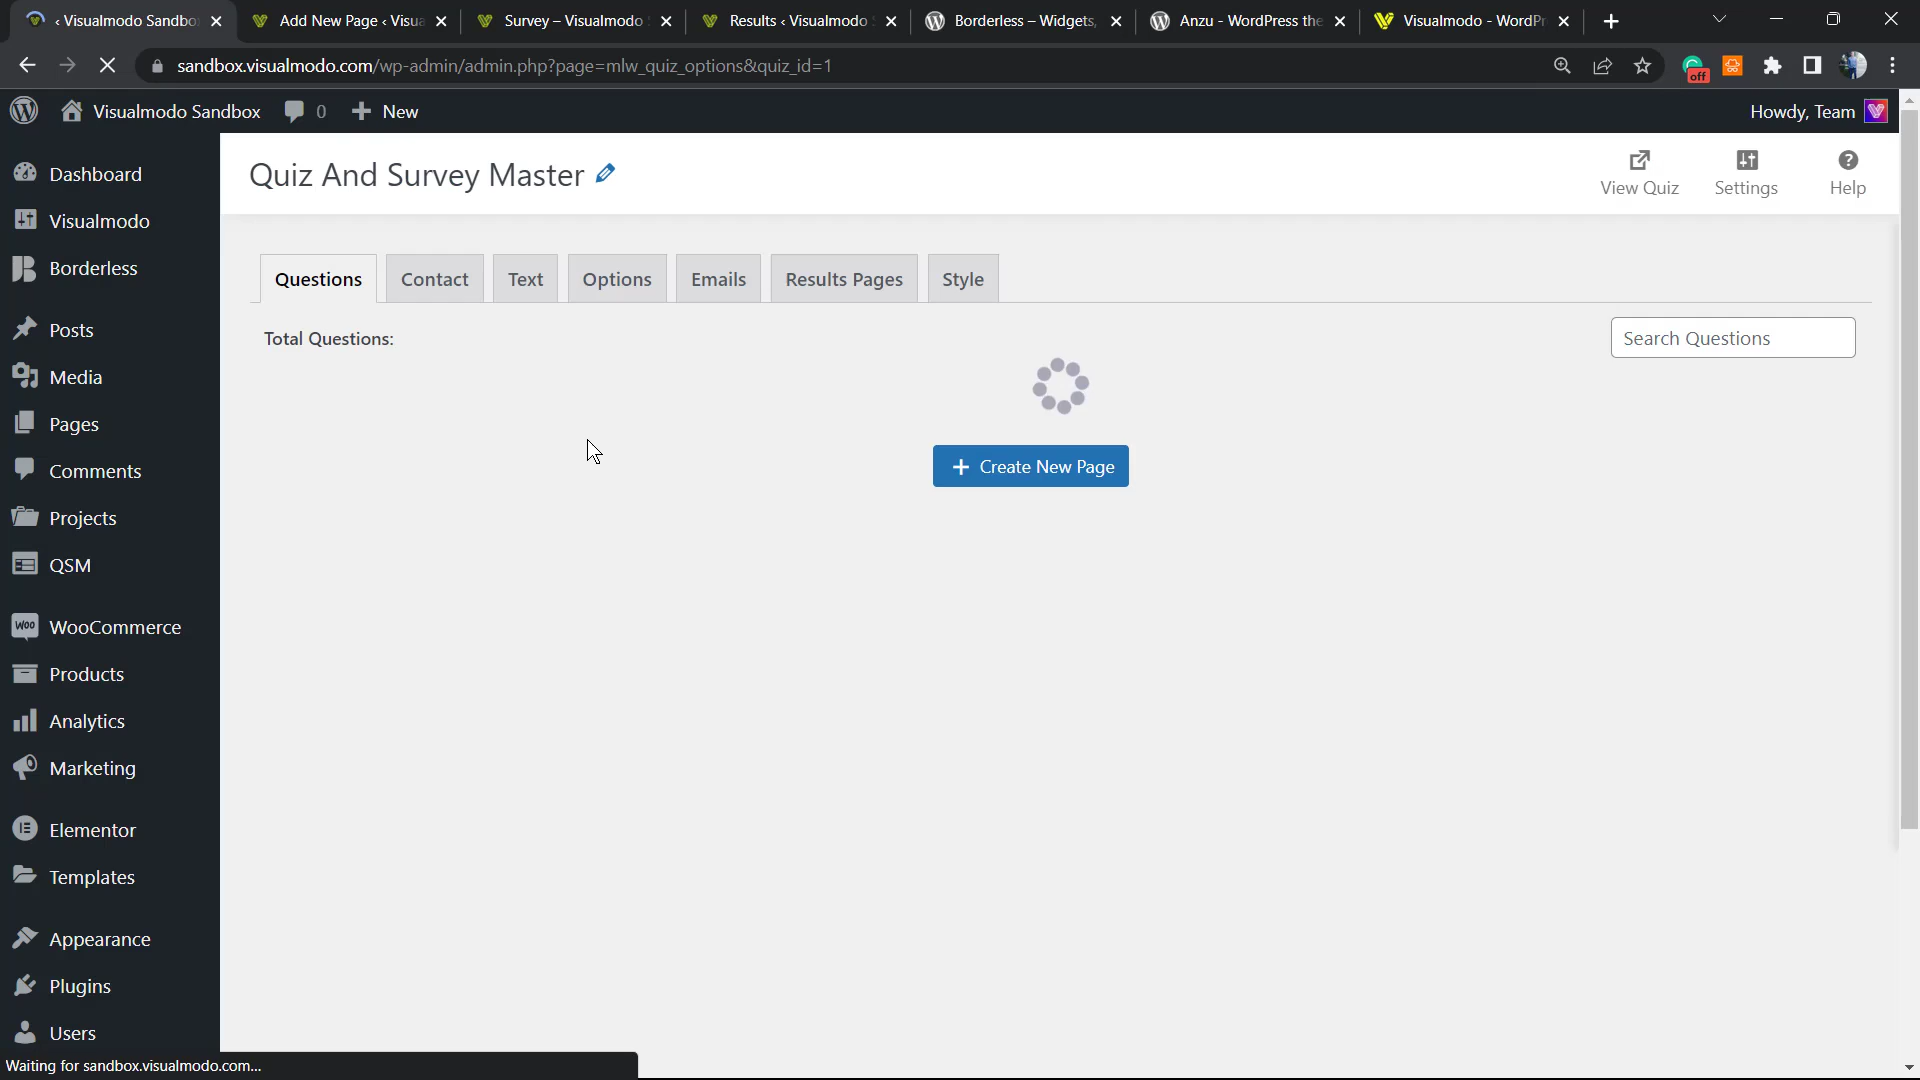 ‹ Visualmodo Sandbo
Add New Page ‹ Visua
Survey – Visualmodo
Results ‹ Visualmodo
Borderless – Widgets,
Anzu - WordPress the
Visualmodo - WordPr
sandbox.visualmodo.com/wp-admin/admin.php?page=mlw_quiz_options&quiz_id=1
off
Visualmodo Sandbox
0
New
Howdy, Team
Dashboard
Visualmodo
Borderless
Posts
Media
Pages
Comments
Projects
QSM
WooCommerce
Products
Analytics
Marketing
Elementor
Templates
Appearance
Plugins
Users
Quiz And Survey Master
View Quiz
Settings
Help
Questions
Contact
Text
Options
Emails
Results Pages
Style
Total Questions:
Search Questions
+ Create New Page
Waiting for sandbox.visualmodo.com...